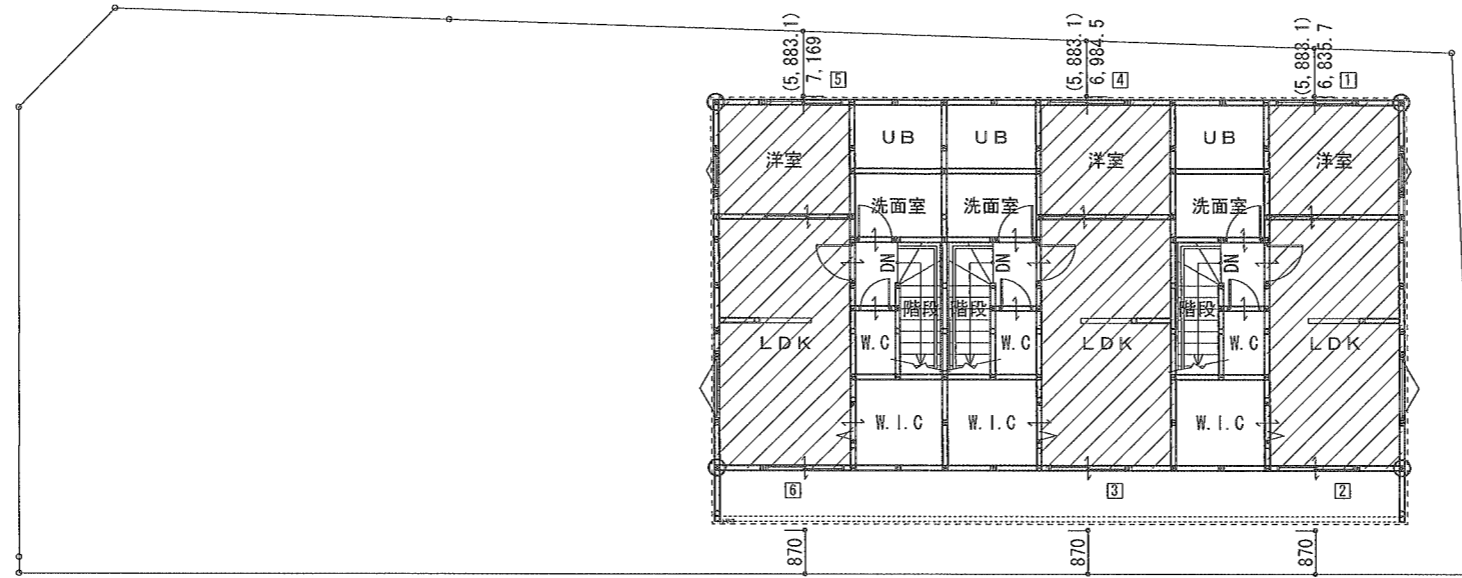 (5,883.1)
7,169
5
(5,883.1)
6,984.5
4
(5,883.1)
6,835.7
1
洋室
UB
UB
洋室
UB
洋室
洗面室
洗面室
洗面室
DN
DN
DN
階段
階段
階段
LDK
W.C
W.C
LDK
W.C
LDK
W.I.C
W.I.C
W.I.C
6
3
2
870
870
870